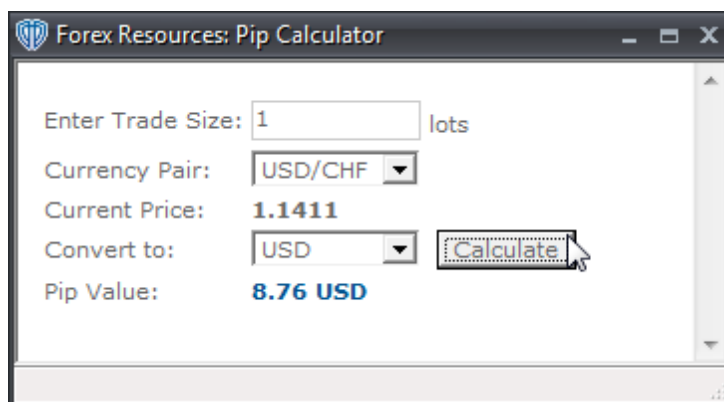 Forex Resources: Pip Calculator
Enter Trade Size: 1 lots
Currency Pair: USD/CHF
Current Price: 1.1411
Convert to: USD Calculate
Pip Value: 8.76 USD